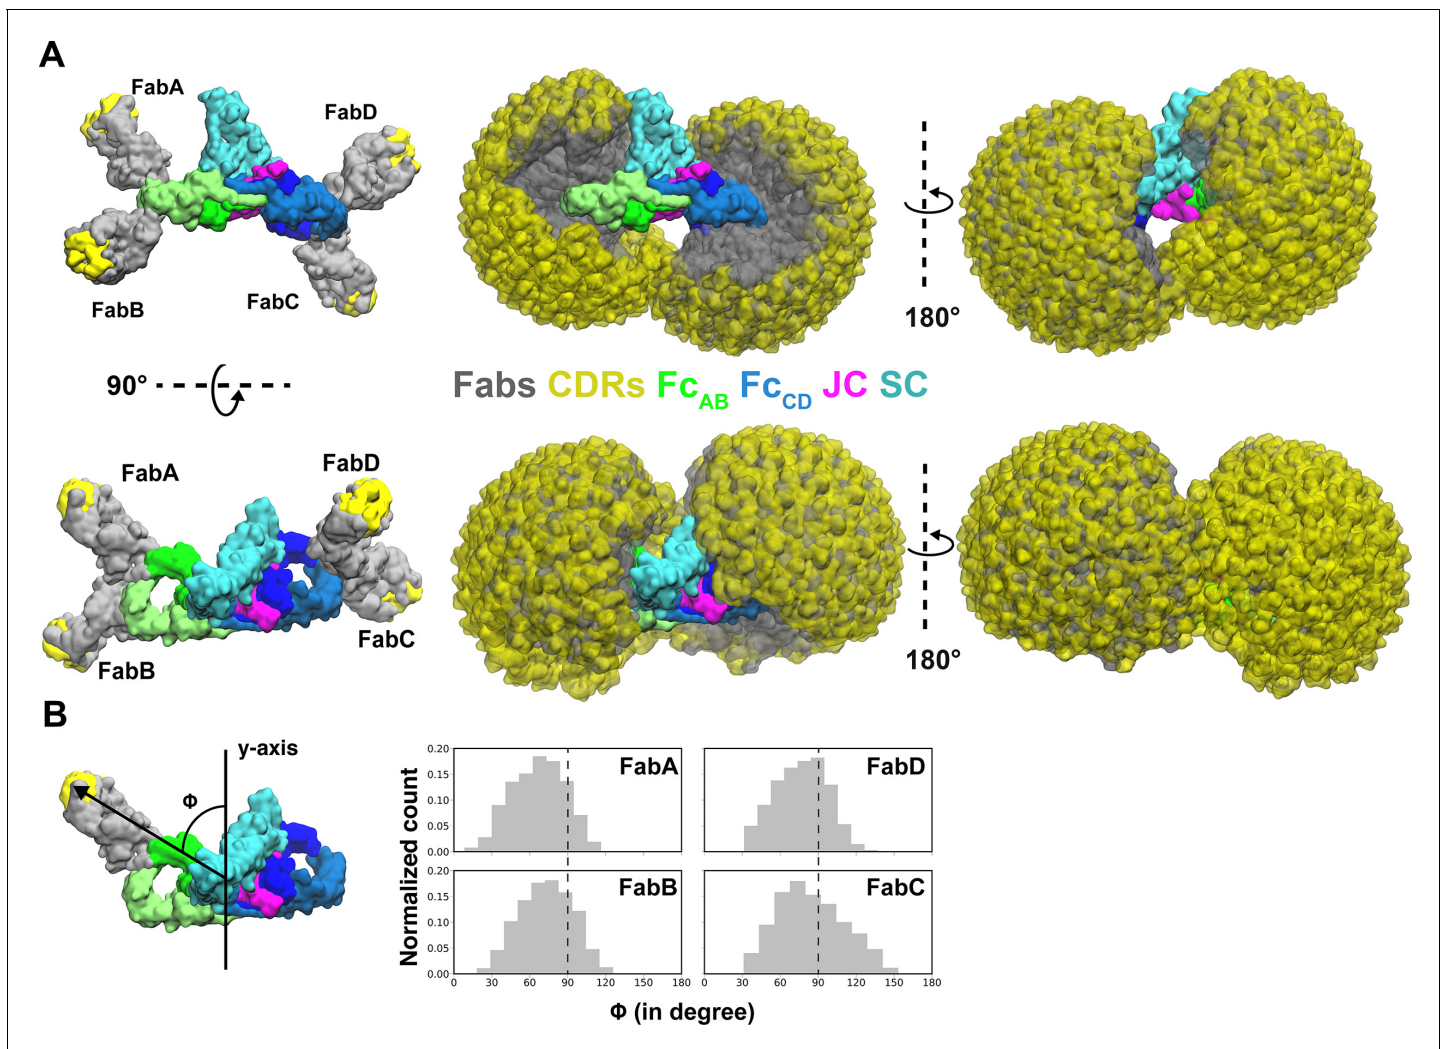 A
FabA
FabD
FabB
FabC
180°
90°
Fabs CDRs FcAB FcCD JC SC
FabA
FabD
FabB
FabC
180°
B
y-axis
Φ
Normalized count
0.20
0.15
0.10
0.05
0.00
FabA
FabD
0.20
0.15
0.10
0.05
0.00
FabB
FabC
0 30 60 90 120 150 180
0 30 60 90 120 150 180
Φ (in degree)